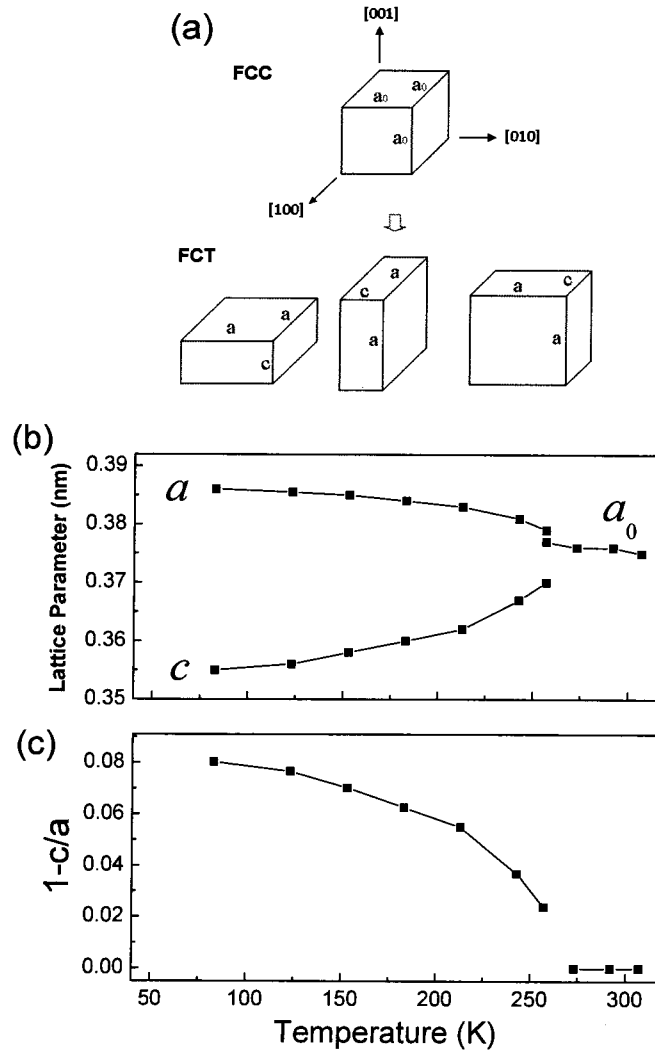 (a)
[001]
FCC
a₀ a₀
a₀
[010]
[100]
FCT
a a c
c a a
a c a
(b)
Lattice Parameter (nm)
0.39
0.38
0.37
0.36
0.35
a
a₀
c
(c)
1-c/a
0.08
0.06
0.04
0.02
0.00
50 100 150 200 250 300
Temperature (K)